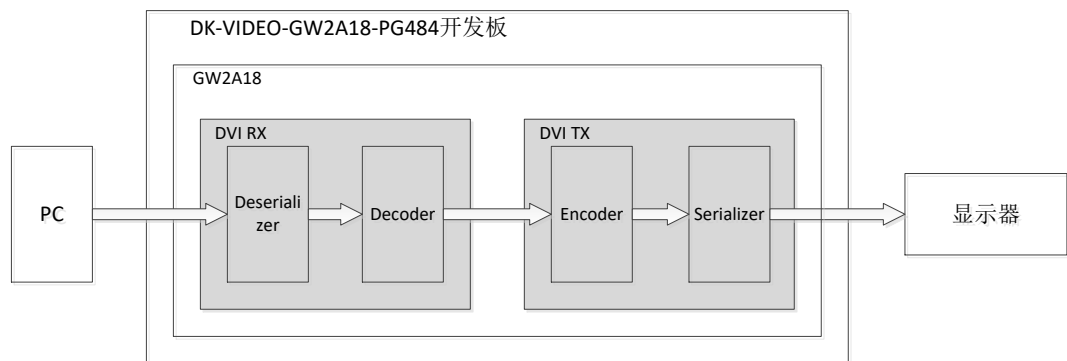 DK-VIDEO-GW2A18-PG484开发板
GW2A18
DVI RX
DVI TX
PC
Deseriali
zer
Decoder
Encoder
Serializer
显示器